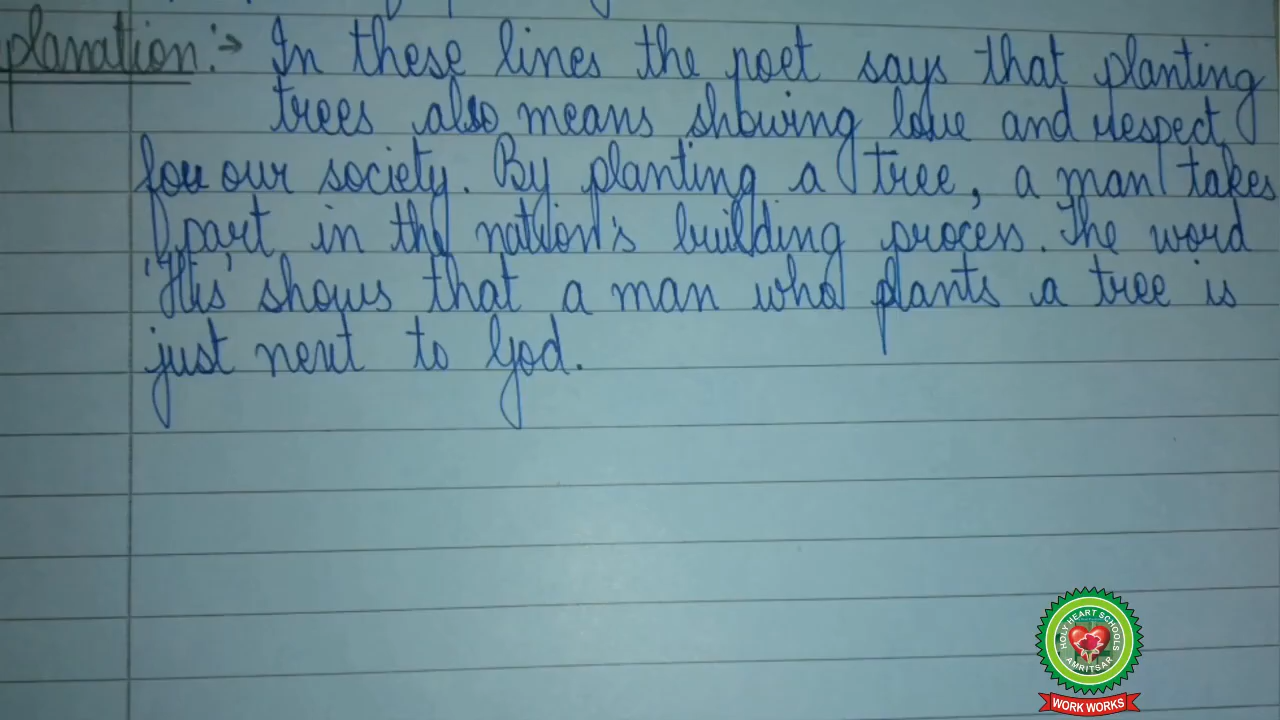 planation:→ In these lines the poet says that planting
trees also means showing love and respect
for our society. By planting a tree, a man takes
part in the nation's building process. The word
'His' shows that a man who plants a tree is
just next to God.
HOLY HEART SCHOOLS
AMRITSAR
WORK WORKS